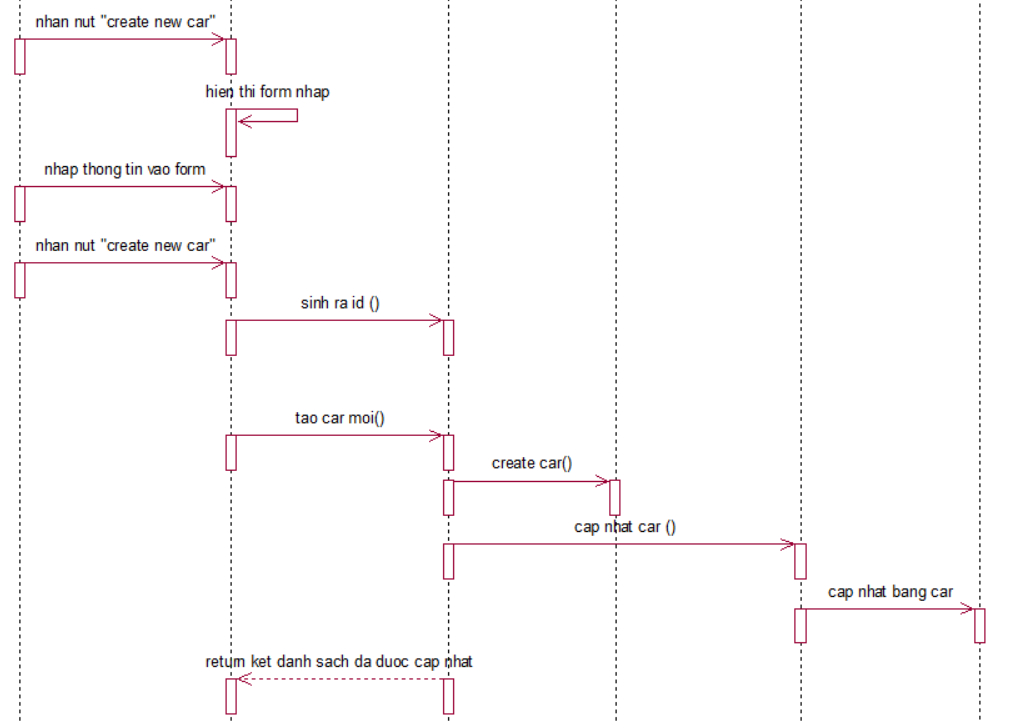 nhan nut "create new car"
hien thi form nhap
nhap thong tin vao form
nhan nut "create new car"
sinh ra id ()
tao car moi()
create car()
cap nhat car ()
cap nhat bang car
return ket danh sach da duoc cap nhat